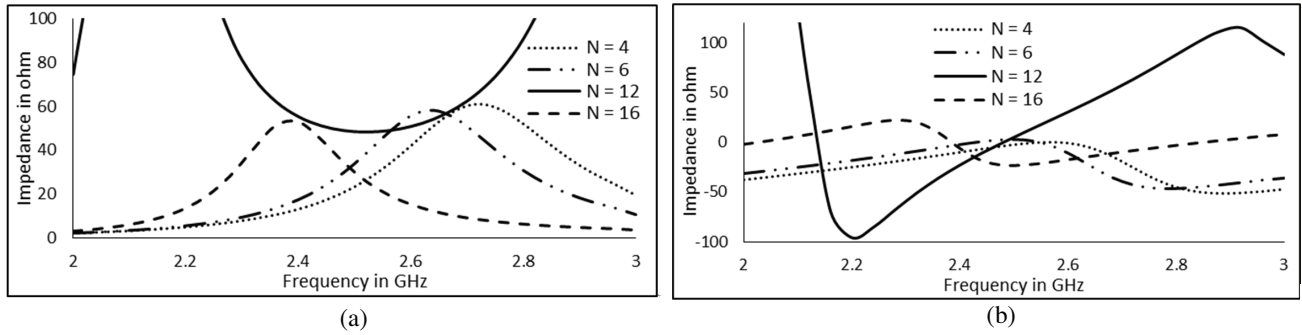 100
80
60
40
20
0
Impedance in ohm
N = 4
N = 6
N = 12
N = 16
2
2.2
2.4
2.6
2.8
3
Frequency in GHz
(a)
100
50
0
-50
-100
Impedance in ohm
N = 4
N = 6
N = 12
N = 16
2
2.2
2.4
2.6
2.8
3
Frequency in GHz
(b)